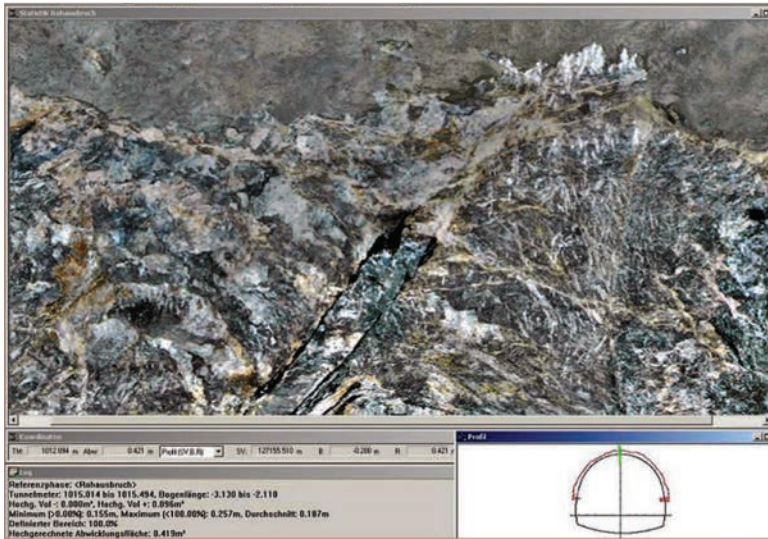 Statistik Rohausbruch
Koordinaten
TM: 1012.894 m Abw: 0.421 m Profil(SV,B,R) SV: 127155.510 m B -0.280 m R 0.421
Profil
Log
Referenzphase: <Rohausbruch>
Tunnelmeter: 1015.014 bis 1015.494, Bogenlänge: -3.130 bis -2.110
Hochg. Vol -: 0.000m³, Hochg. Vol +: 0.096m³
Minimum (>0.00%): 0.155m, Maximum (<100.00%): 0.257m, Durchschnitt: 0.187m
Definierter Bereich: 100.0%
Hochgerechnete Abwicklungsfläche: 0.419m²